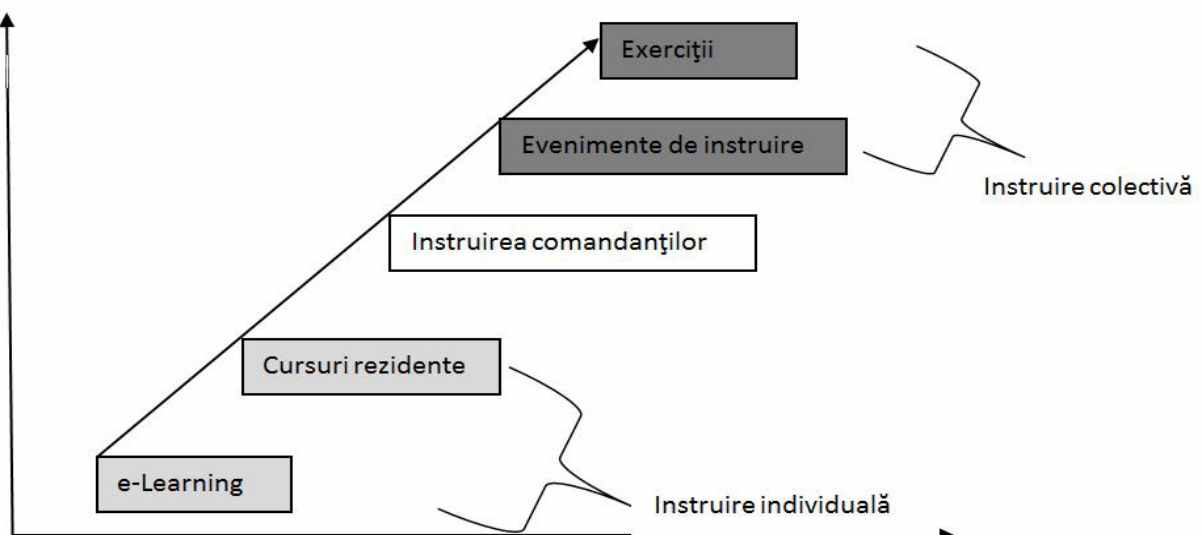 Exerciţii
Evenimente de instruire
Instruire colectivă
Instruirea comandanţilor
Cursuri rezidente
e-Learning
Instruire individuală